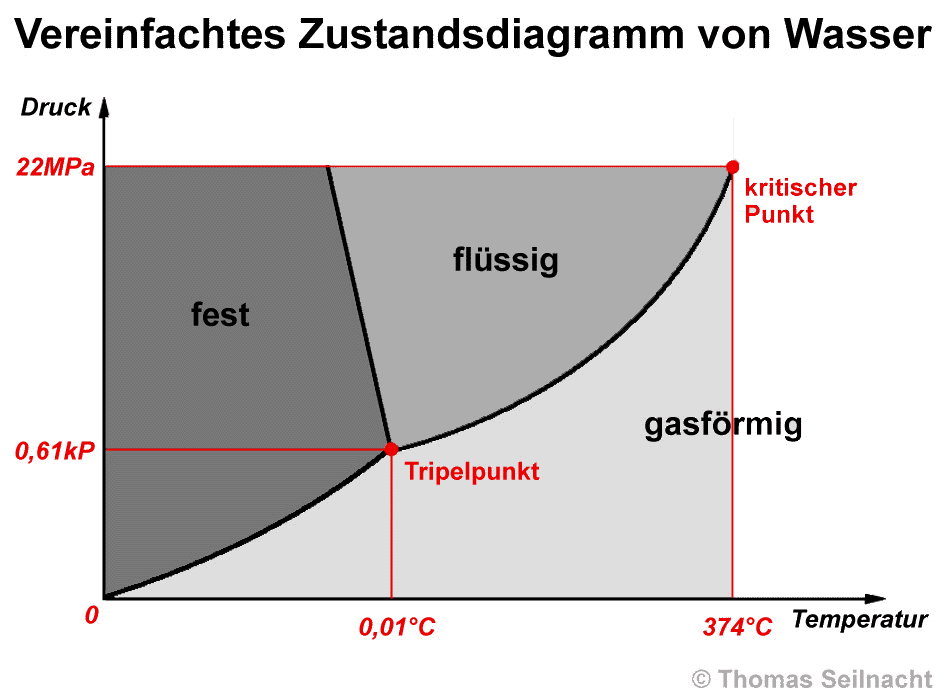 Vereinfachtes Zustandsdiagramm von Wasser
Druck
22MPa
kritischer
Punkt
flüssig
fest
gasförmig
0,61kP
Tripelpunkt
0
0,01°C
374°C
Temperatur
© Thomas Seilnacht